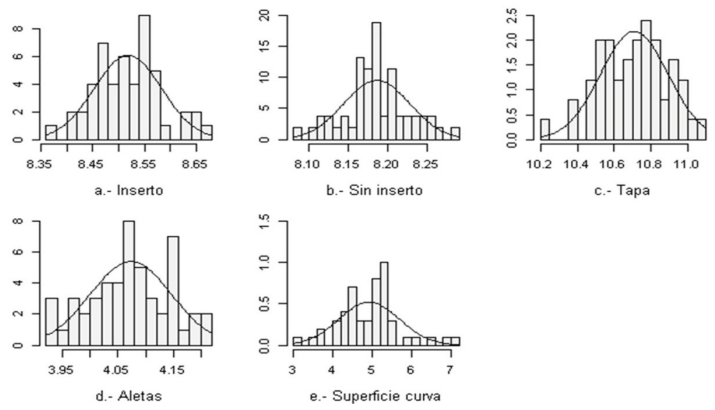 8
6
4
2
0
8.35 8.45 8.55 8.65
a.- Inserto
20
15
10
5
0
8.10 8.15 8.20 8.25
b.- Sin inserto
2.5
2.0
1.5
1.0
0.5
0.0
10.2 10.4 10.6 10.8 11.0
c.- Tapa
8
6
4
2
0
3.95 4.05 4.15
d.- Aletas
1.5
1.0
0.5
0.0
3 4 5 6 7
e.- Superficie curva